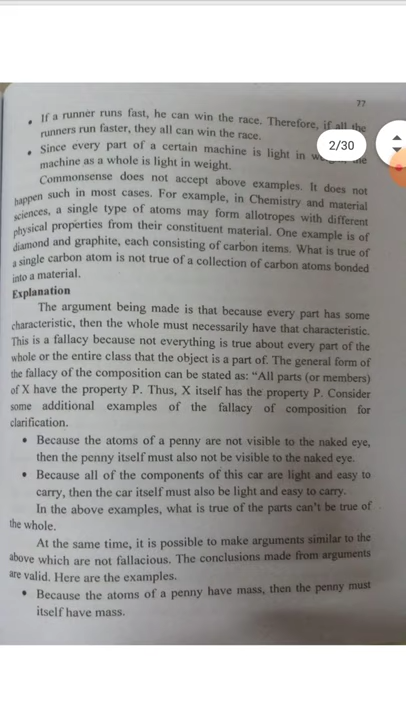 77
• If a runner runs fast, he can win the race. Therefore, if all the
runners run faster, they all can win the race.
2/30
• Since every part of a certain machine is light in the
machine as a whole is light in weight.
Commonsense does not accept above examples. It does not
happen such in most cases. For example, in Chemistry and material
sciences, a single type of atoms may form allotropes with different
physical properties from their constituent material. One example is of
diamond and graphite, each consisting of carbon items. What is true of
a single carbon atom is not true of a collection of carbon atoms bonded
into a material.
Explanation
The argument being made is that because every part has some
characteristic, then the whole must necessarily have that characteristic.
This is a fallacy because not everything is true about every part of the
whole or the entire class that the object is a part of. The general form of
the fallacy of the composition can be stated as: “All parts (or members)
of X have the property P. Thus, X itself has the property P. Consider
some additional examples of the fallacy of composition for
clarification.
• Because the atoms of a penny are not visible to the naked eye,
then the penny itself must also not be visible to the naked eye.
• Because all of the components of this car are light and easy to
carry, then the car itself must also be light and easy to carry.
In the above examples, what is true of the parts can't be true of
the whole.
At the same time, it is possible to make arguments similar to the
above which are not fallacious. The conclusions made from arguments
are valid. Here are the examples.
• Because the atoms of a penny have mass, then the penny must
itself have mass.